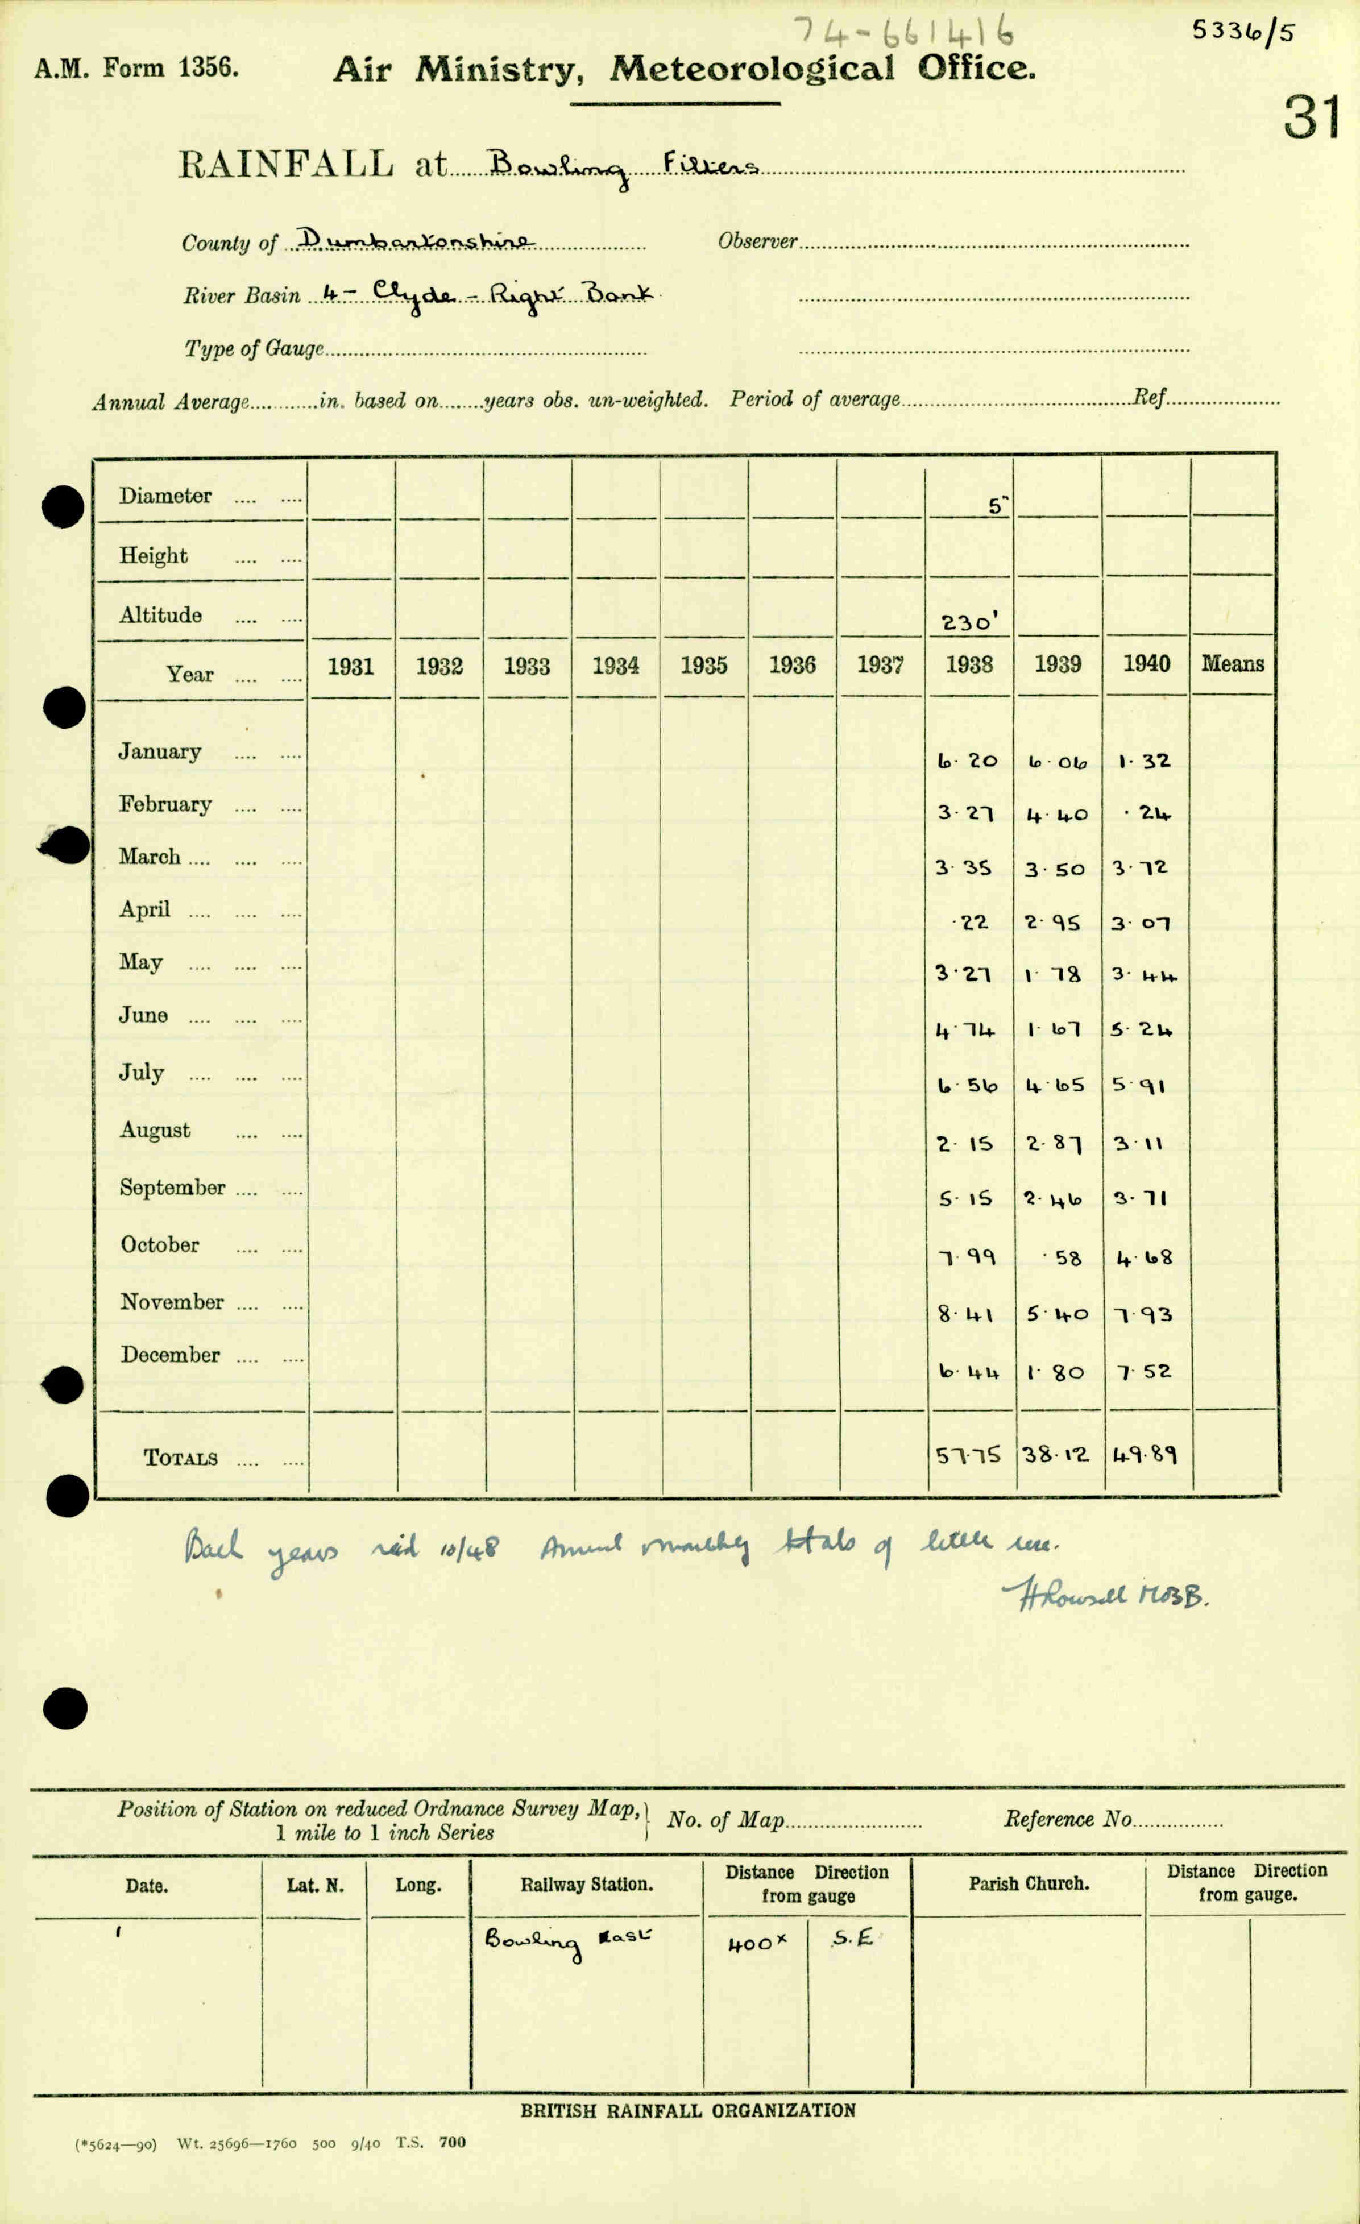 74-661416
5336/5
A.M. Form 1356. Air Ministry, Meteorological Office.
31
RAINFALL at Bowling Filters
County of Dumbartonshire Observer
River Basin 4- Clyde - Right Bank
Type of Gauge
Annual Average in. based on years obs. un-weighted. Period of average Ref.
Diameter 5"
Height
Altitude 230'
Year 1931 1932 1933 1934 1935 1936 1937 1938 1939 1940 Means
January 6.20 6.06 1.32
February 3.27 4.40 .24
March 3.35 3.50 3.72
April .22 2.95 3.07
May 3.27 1.78 3.44
June 4.74 1.67 5.24
July 6.56 4.65 5.91
August 2.15 2.87 3.11
September 5.15 2.46 3.71
October 7.99 .58 4.68
November 8.41 5.40 7.93
December 6.44 1.80 7.52
TOTALS 57.75 38.12 49.89
Back years 10/48 monthly totals of little use.
HRowsell MO3B.
Position of Station on reduced Ordnance Survey Map, No. of Map Reference No.
1 mile to 1 inch Series
Date. Lat. N. Long. Railway Station. Distance Direction from gauge Parish Church. Distance Direction from gauge.
Bowling East 400x S.E
BRITISH RAINFALL ORGANIZATION
(*5624—90) Wt. 25696—1760 500 9/40 T.S. 700